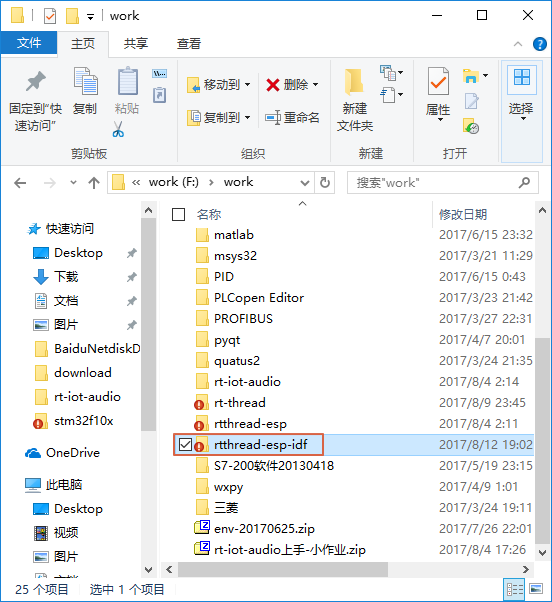 work
文件 主页 共享 查看
固定到“快速访问” 复制 粘贴 移动到 删除 复制到 重命名 新建文件夹 属性 选择
剪贴板 组织 新建 打开
« work (F:) › work 搜索"work"
名称 修改日期
快速访问
Desktop
下载
文档
图片
BaiduNetdiskD
download
rt-iot-audio
stm32f10x
OneDrive
此电脑
Desktop
视频
图片
matlab 2017/6/15 23:32
msys32 2017/3/21 11:29
PID 2017/6/15 0:43
PLCopen Editor 2017/3/23 21:42
PROFIBUS 2017/3/27 22:31
pyqt 2017/4/7 20:01
quatus2 2017/3/24 21:35
rt-iot-audio 2017/8/4 2:14
rt-thread 2017/8/9 23:45
rtthread-esp 2017/8/4 2:11
rtthread-esp-idf 2017/8/12 19:02
S7-200软件20130418 2017/5/19 23:15
wxpy 2017/4/9 1:01
三菱 2017/3/24 19:11
env-20170625.zip 2017/7/26 22:01
rt-iot-audio上手-小作业.zip 2017/8/4 17:26
25 个项目 选中 1 个项目